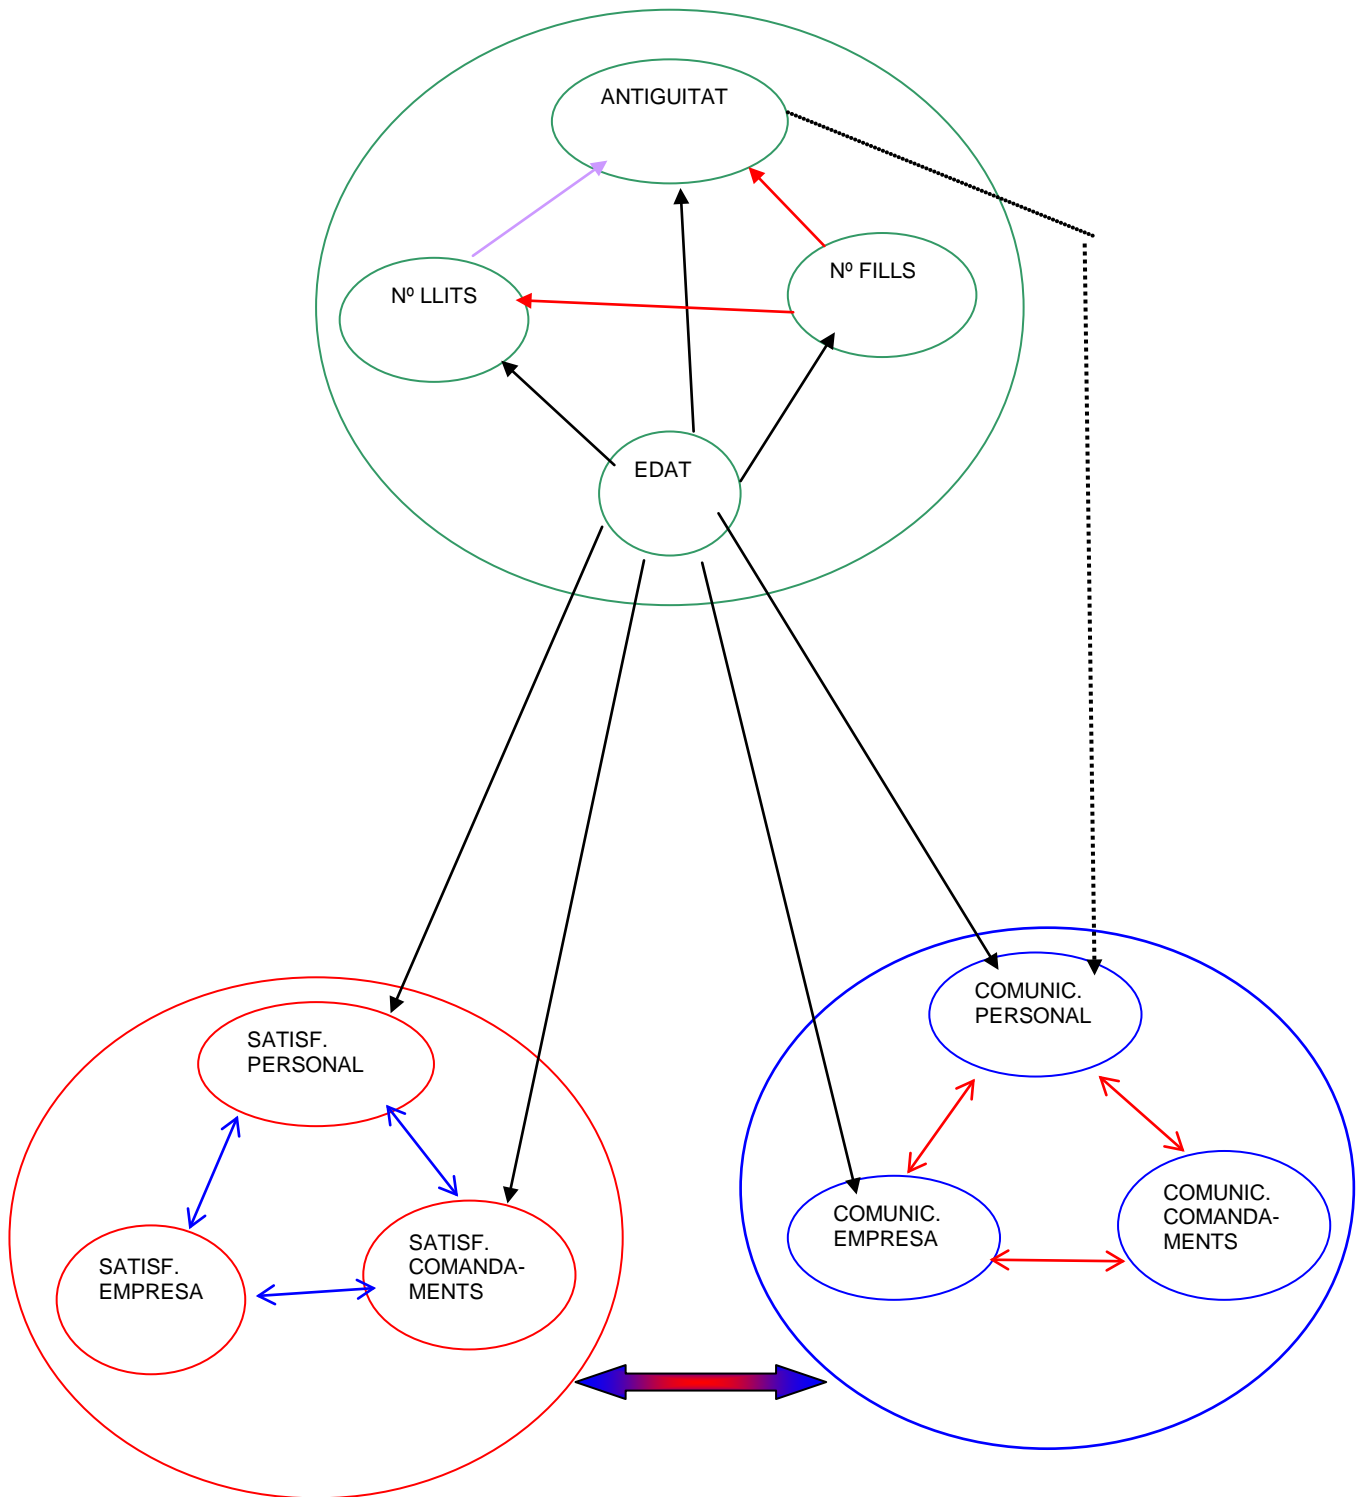 ANTIGUITAT
Nº FILLS
Nº LLITS
EDAT
COMUNIC.
PERSONAL
SATISF.
PERSONAL
COMUNIC.
COMANDA-
MENTS
COMUNIC.
EMPRESA
SATISF.
COMANDA-
MENTS
SATISF.
EMPRESA